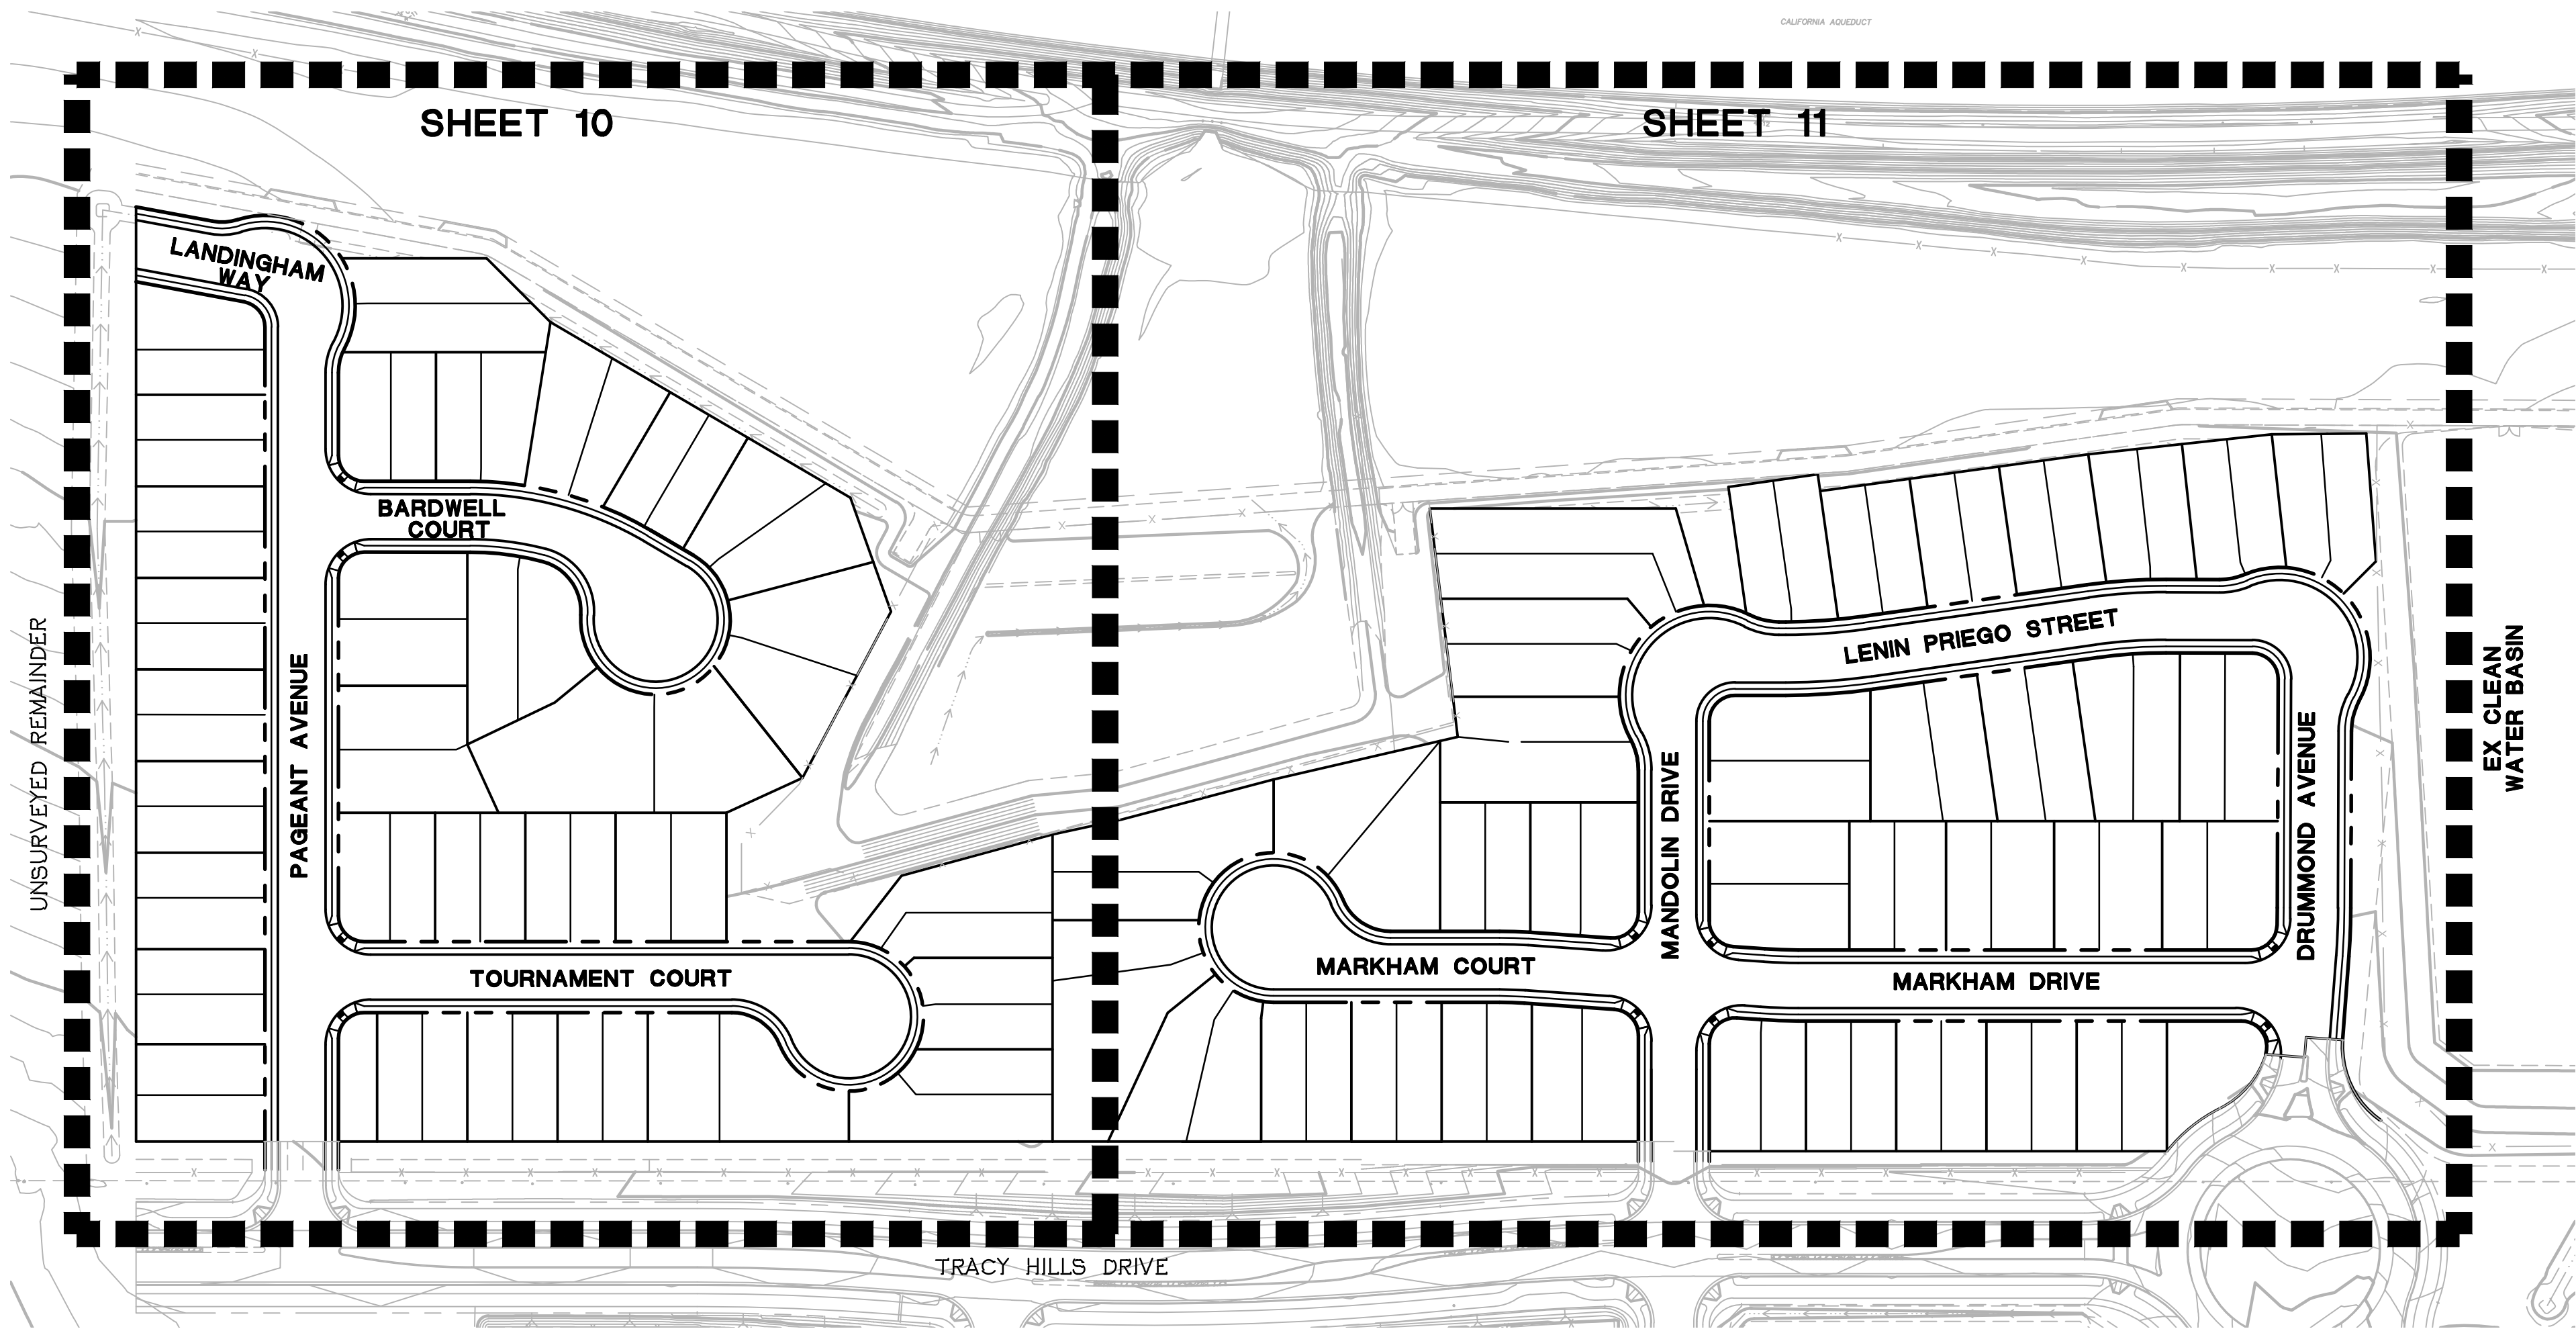 CALIFORNIA AQUEDUCT
SHEET 10
SHEET 11
LANDINGHAM
WAY
BARDWELL
COURT
PAGEANT AVENUE
UNSURVEYED REMAINDER
TOURNAMENT COURT
MARKHAM COURT
MANDOLIN DRIVE
LENIN PRIEGO STREET
MARKHAM DRIVE
DRUMMOND AVENUE
EX CLEAN
WATER BASIN
TRACY HILLS DRIVE